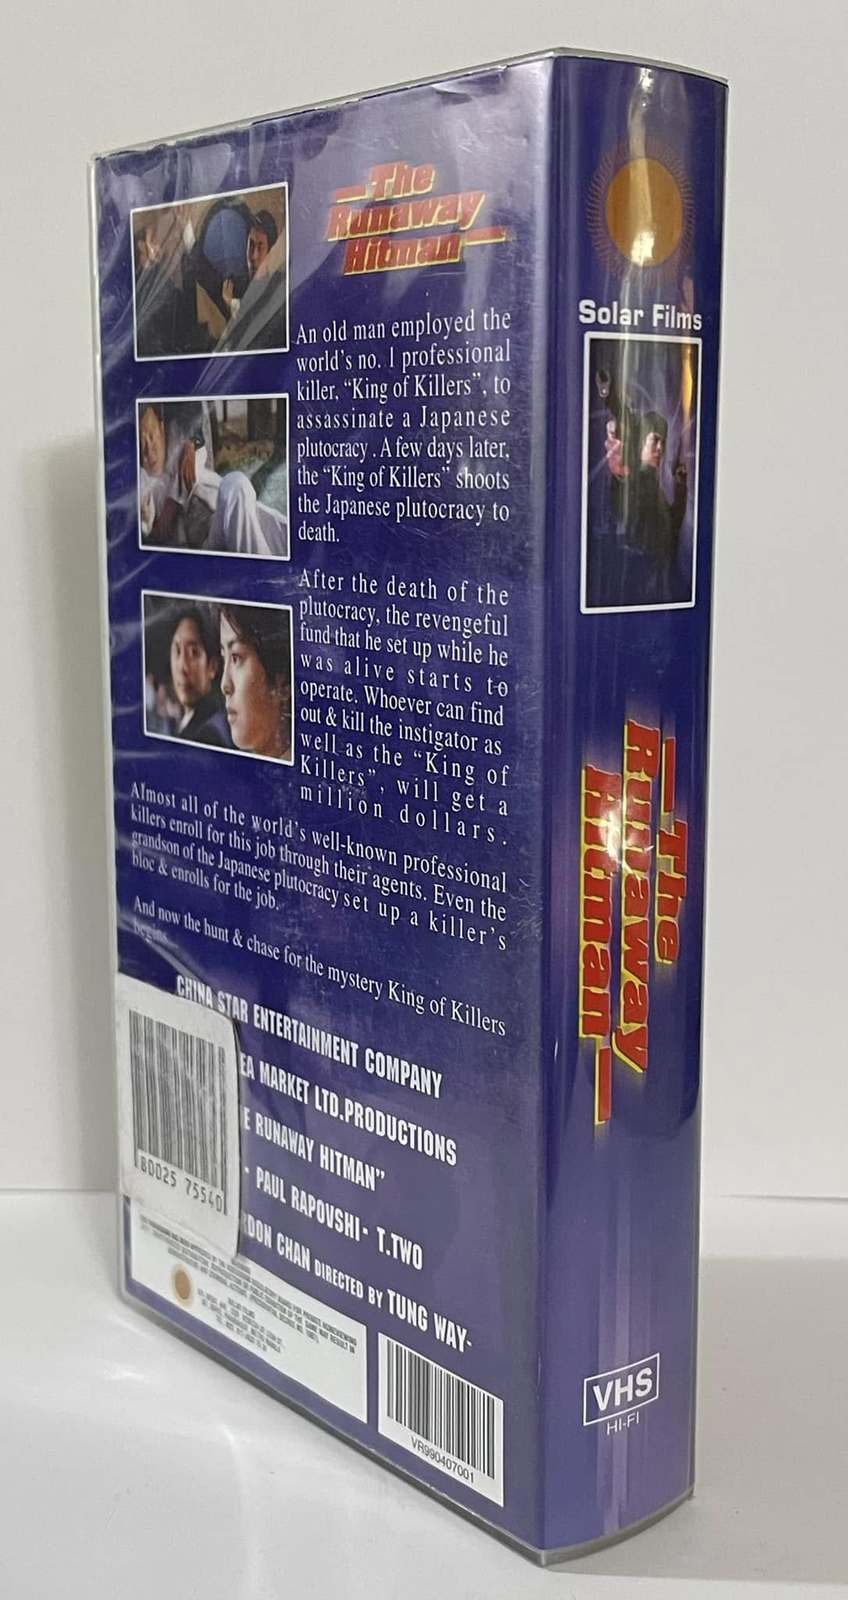 The
Runaway
Hitman
An old man employed the
world's no. 1 professional
killer, "King of Killers", to
assassinate a Japanese
plutocracy . A few days later,
the "King of Killers" shoots
the Japanese plutocracy to
death.
After the death of the
plutocracy, the revengeful
fund that he set up while he
was alive starts to
operate. Whoever can find
out & kill the instigator as
well as the "King of
Killers", will get a
million dollars.
Almost all of the world's well-known professional
killers enroll for this job through their agents. Even the
grandson of the Japanese plutocracy set up a killer's
bloc & enrolls for the job.
And now the hunt & chase for the mystery King of Killers
begins...
CHINA STAR ENTERTAINMENT COMPANY
EA MARKET LTD.PRODUCTIONS
E RUNAWAY HITMAN"
- PAUL RAPOVSHI- T.TWO
RDON CHAN DIRECTED BY TUNG WAY-
80025 75540
VR990407001
Solar Films
The
Runaway
Hitman
VHS
HI-FI